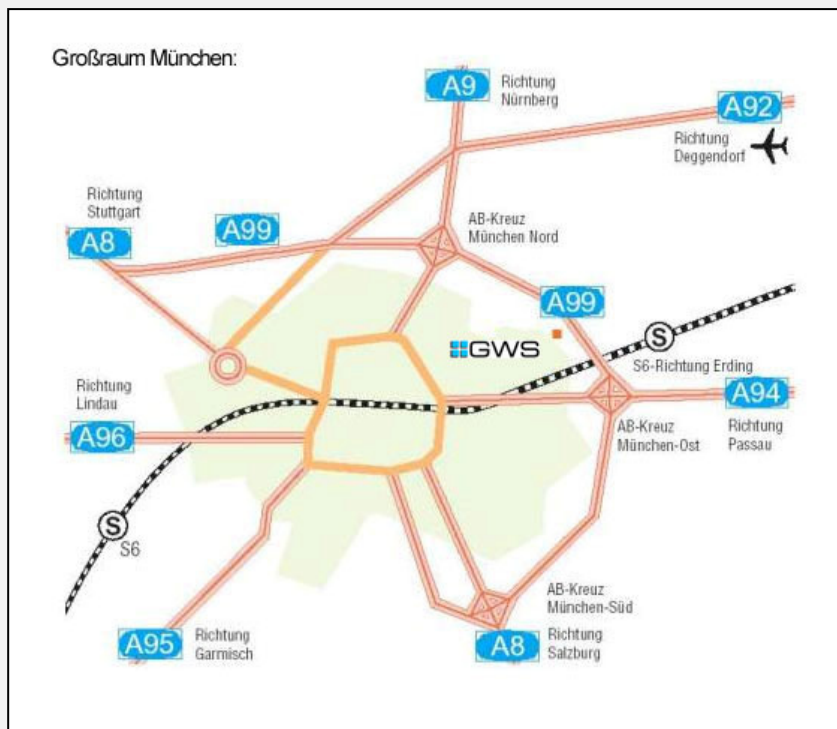 Großraum München:
A9
Richtung
Nürnberg
A92
Richtung
Deggendorf
Richtung
Stuttgart
A8
A99
AB-Kreuz
München Nord
A99
GWS
S
S6-Richtung Erding
Richtung
Lindau
A96
A94
AB-Kreuz
München-Ost
Richtung
Passau
S
S6
AB-Kreuz
München-Süd
A95
Richtung
Garmisch
A8
Richtung
Salzburg